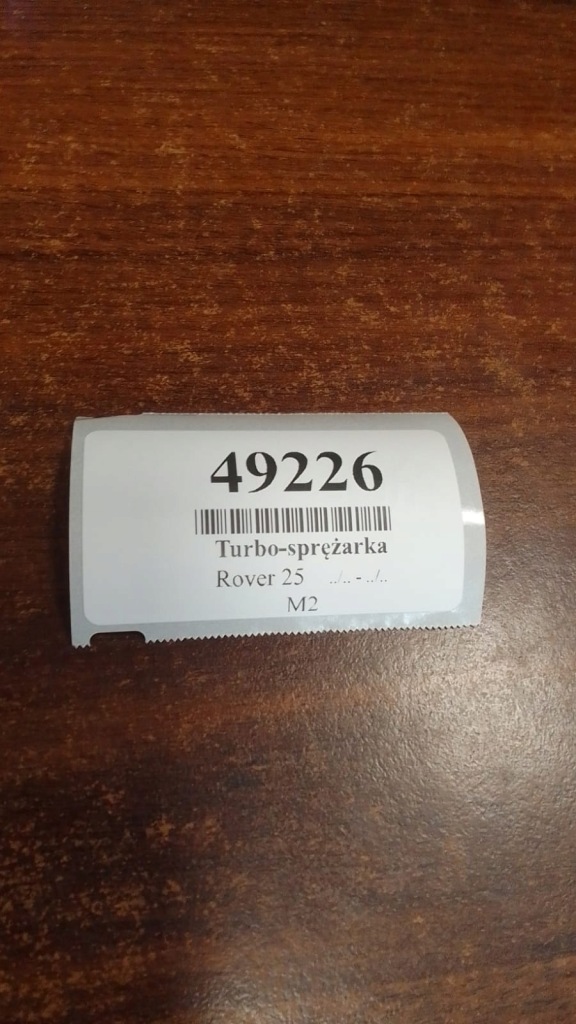 49226
Turbo-sprężarka
Rover 25 ../.. - ../..
M2